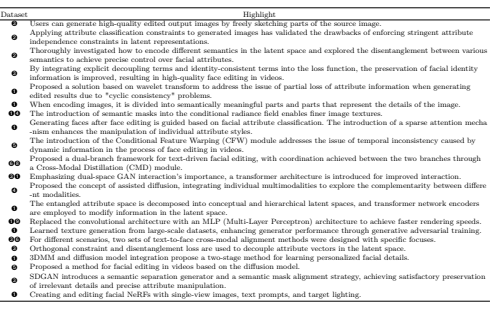 Dataset Highlight
❸ Users can generate high-quality edited output images by freely sketching parts of the source image.
❷ Applying attribute classification constraints to generated images has validated the drawbacks of enforcing stringent attribute
independence constraints in latent representations.
❷ Thoroughly investigated how to encode different semantics in the latent space and explored the disentanglement between various
semantics to achieve precise control over facial attributes.
❷ By integrating explicit decoupling terms and identity-consistent terms into the loss function, the preservation of facial identity
information is improved, resulting in high-quality face editing in videos.
❶ Proposed a solution based on wavelet transform to address the issue of partial loss of attribute information when generating
edited results due to "cyclic consistency" problems.
❶ When encoding images, it is divided into semantically meaningful parts and parts that represent the details of the image.
❶❹ The introduction of semantic masks into the conditional radiance field enables finer image textures.
❶ Generating faces after editing is guided based on facial attribute classification. The introduction of a sparse attention mecha
-nism enhances the manipulation of individual attribute styles.
❺ The introduction of the Conditional Feature Warping (CFW) module addresses the issue of temporal inconsistency caused by
dynamic information in the process of face editing in videos.
Proposed a dual-branch framework for text-driven facial editing, with coordination achieved between the two branches through
a Cross-Modal Distillation (CMD) module.
❷❶ Emphasizing dual-space GAN interaction's importance, a transformer architecture is introduced for improved interaction.
Proposed the concept of assisted diffusion, integrating individual multimodalities to explore the complementarity between differe
-nt modalities.
❶ The entangled attribute space is decomposed into conceptual and hierarchical latent spaces, and transformer network encoders
are employed to modify information in the latent space.
Replaced the convolutional architecture with an MLP (Multi-Layer Perceptron) architecture to achieve faster rendering speeds.
❶ Learned texture generation from large-scale datasets, enhancing generator performance through generative adversarial training.
For different scenarios, two sets of text-to-face cross-modal alignment methods were designed with specific focuses.
❷ Orthogonal constraint and disentanglement loss are used to decouple attribute vectors in the latent space.
❶ 3DMM and diffusion model integration propose a two-stage method for learning personalized facial details.
❺ Proposed a method for facial editing in videos based on the diffusion model.
❷ SDGAN introduces a semantic separation generator and a semantic mask alignment strategy, achieving satisfactory preservation
of irrelevant details and precise attribute manipulation.
❶ Creating and editing facial NeRFs with single-view images, text prompts, and target lighting.